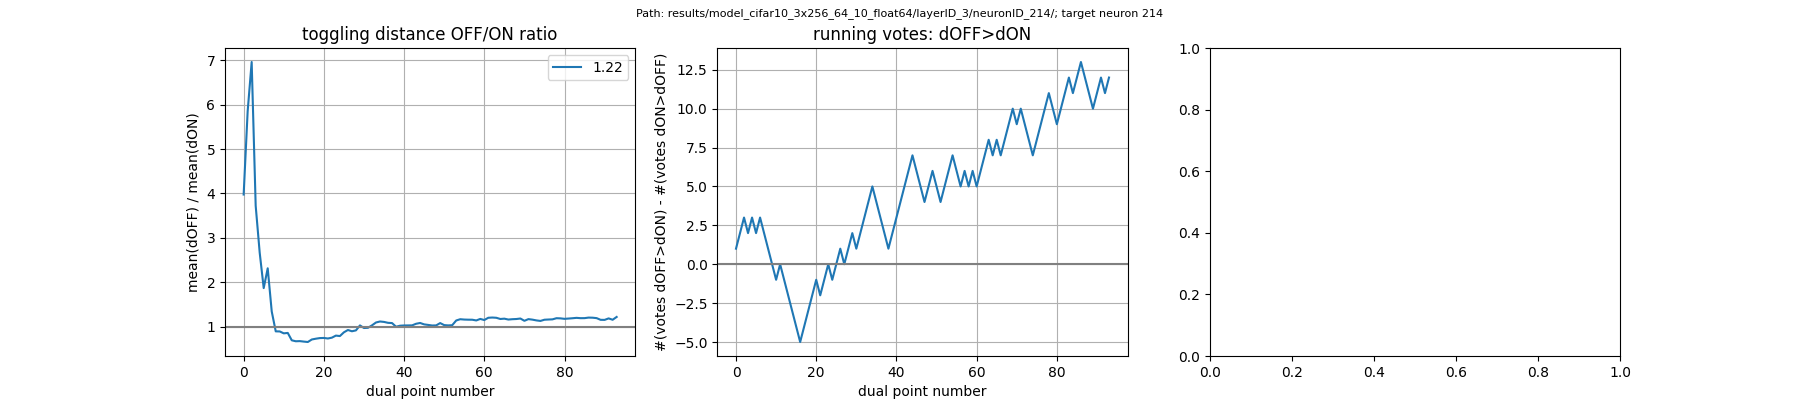 Path: results/model_cifar10_3x256_64_10_float64/layerID_3/neuronID_214/; target neuron 214
toggling distance OFF/ON ratio
mean(dOFF) / mean(dON)
7
6
5
4
3
2
1
1.22
0 20 40 60 80
dual point number
running votes: dOFF>dON
#(votes dOFF>dON) - #(votes dON>dOFF)
12.5
10.0
7.5
5.0
2.5
0.0
−2.5
−5.0
0 20 40 60 80
dual point number
1.0
0.8
0.6
0.4
0.2
0.0
0.0 0.2 0.4 0.6 0.8 1.0